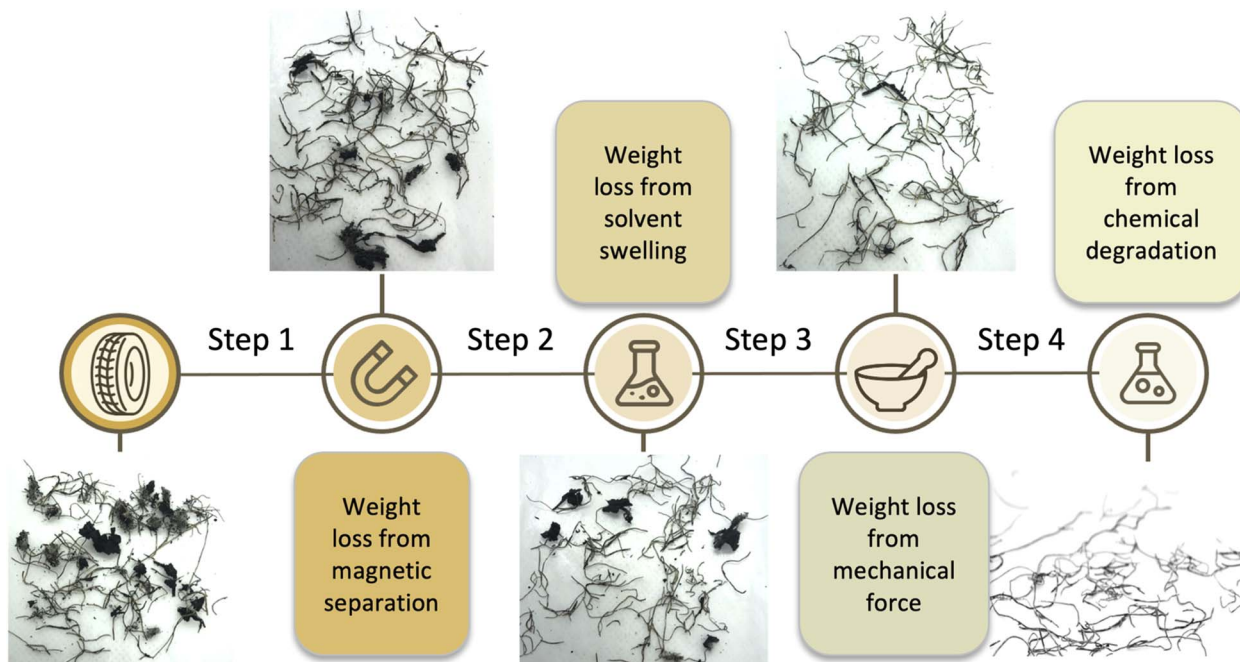 Weight
loss from
solvent
swelling
Weight loss
from
chemical
degradation
Step 1
Step 2
Step 3
Step 4
Weight
loss from
magnetic
separation
Weight loss
from
mechanical
force